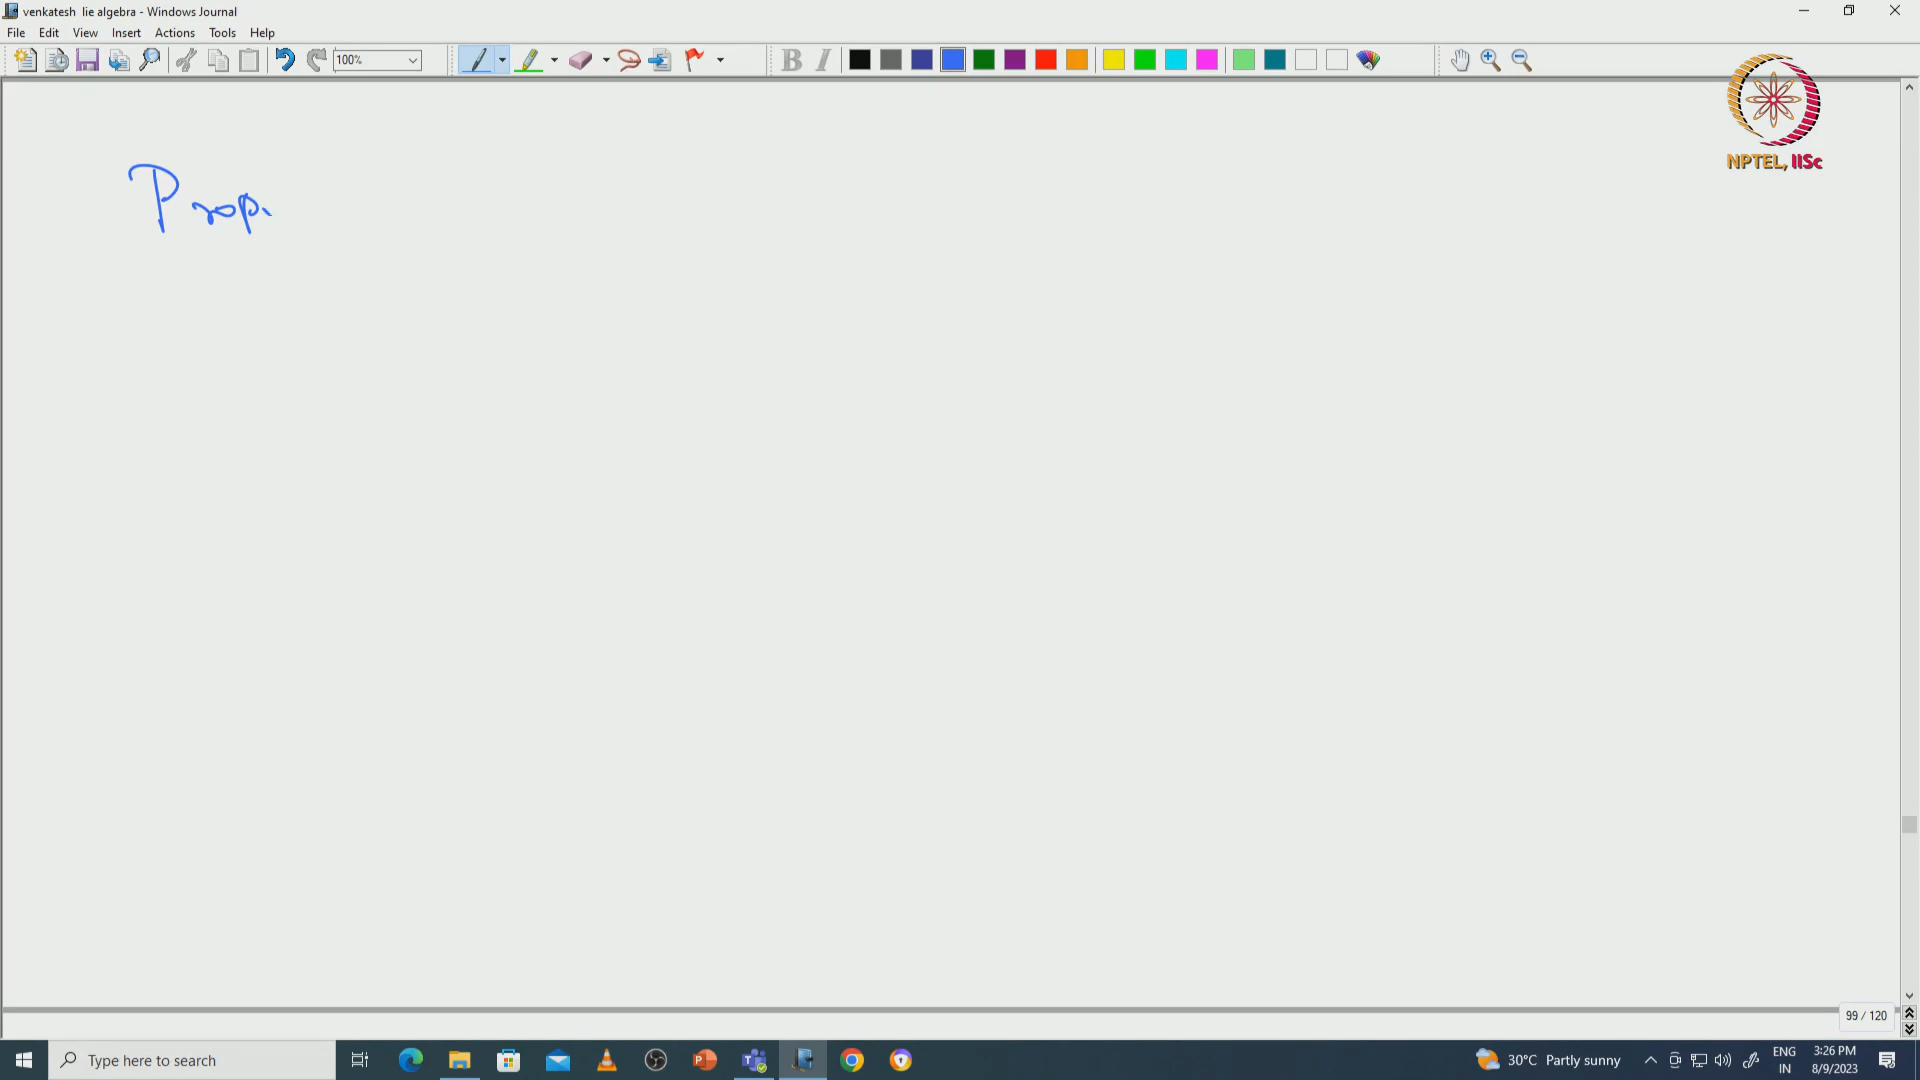 venkatesh lie algebra - Windows Journal
File Edit View Insert Actions Tools Help
100%
B I
NPTEL, IISc
Prop.
99 / 120
Type here to search
30°C Partly sunny
ENG
IN
3:26 PM
8/9/2023